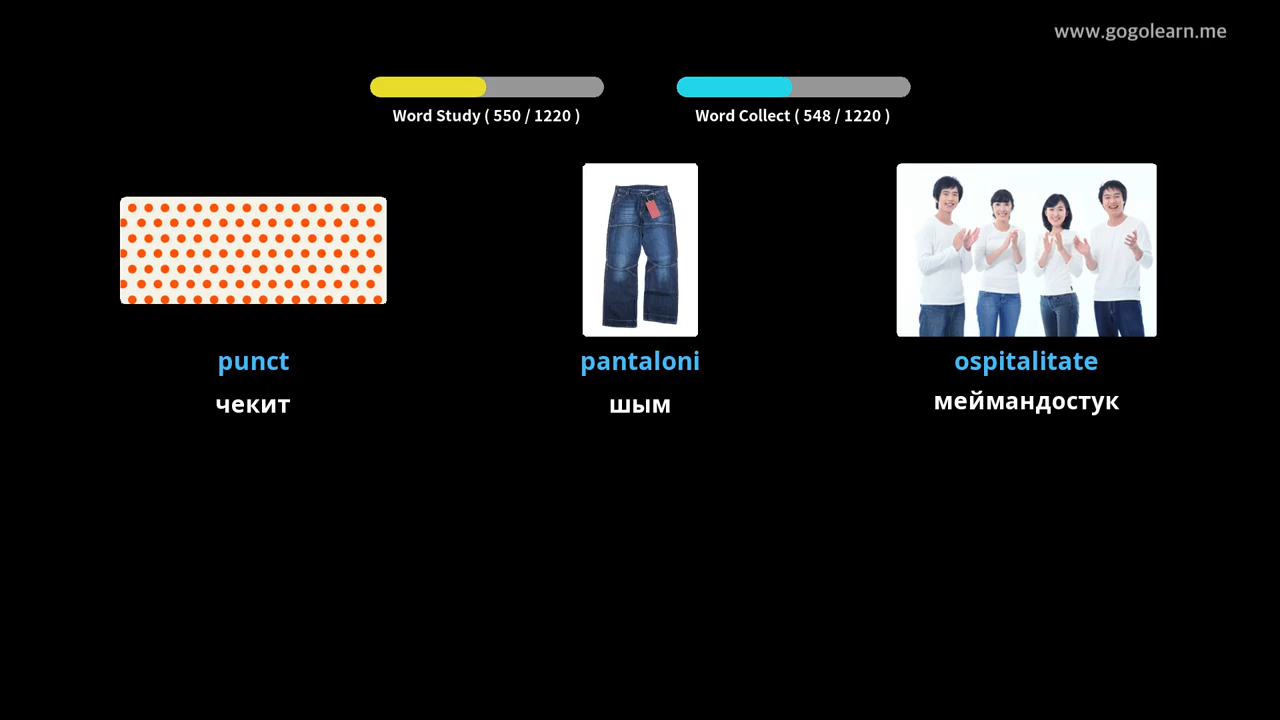 www.gogolearn.me
Word Study ( 550 / 1220 )
Word Collect ( 548 / 1220 )
punct
pantaloni
ospitalitate
чекит
шым
меймандостук